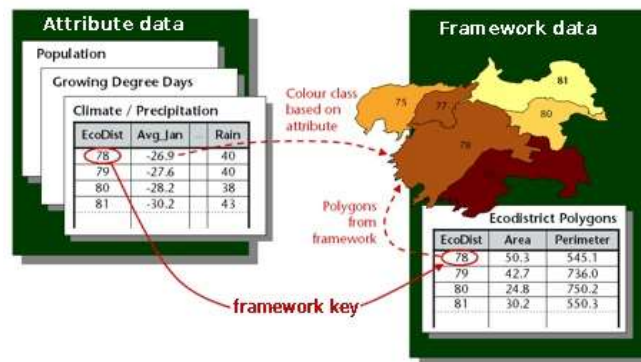 Attribute data
Population
Growing Degree Days
Climate / Precipitation
EcoDist Avg_Jan ... Rain
78 -26.9 40
79 -27.6 40
80 -28.2 38
81 -30.2 43
Colour class
based on
attribute
Polygons
from
framework
framework key
Framework data
81
75
77
80
78
Ecodistrict Polygons
EcoDist Area Perimeter
78 50.3 545.1
79 42.7 736.0
80 24.8 750.2
81 30.2 550.3